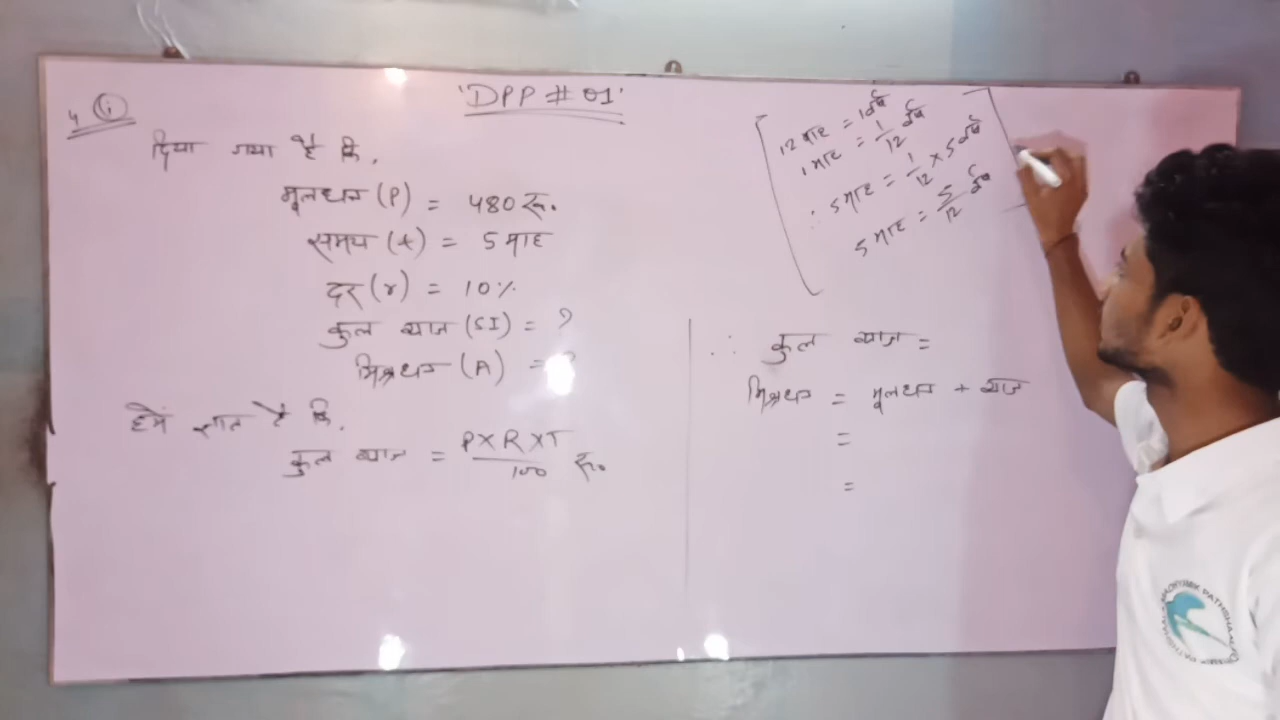 'DPP # 01'
4 (i)
दिया गया है कि,
मूलधन (P) = 480 रू.
समय (t) = 5 माह
दर (r) = 10%
कुल ब्याज (SI) = ?
मिश्रधन (A) = ?
हमें ज्ञात है कि,
कुल ब्याज = P X R X T / 100 रू.
12 माह = 1 वर्ष
1 माह = 1/12 वर्ष
∴ 5 माह = 1/12 × 5 वर्ष
5 माह = 5/12 वर्ष
∴ कुल ब्याज =
मिश्रधन = मूलधन + ब्याज
=
=